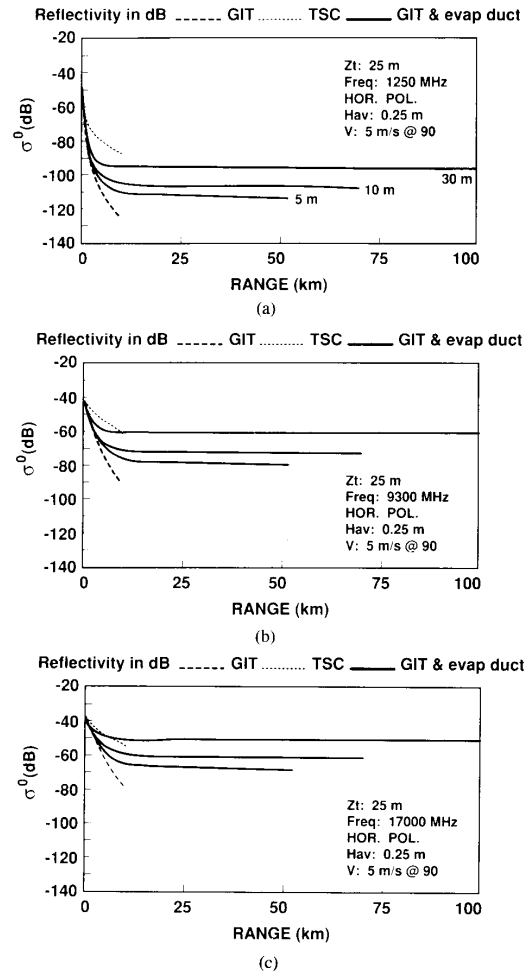 Reflectivity in dB ------ GIT ........ TSC —— GIT & evap duct
-20
-40
-60
-80
-100
-120
-140
σ⁰(dB)
Zt: 25 m
Freq: 1250 MHz
HOR. POL.
Hav: 0.25 m
V: 5 m/s @ 90
30 m
10 m
5 m
0 25 50 75 100
RANGE (km)
(a)
Reflectivity in dB ------ GIT ........ TSC —— GIT & evap duct
-20
-40
-60
-80
-100
-120
-140
σ⁰(dB)
Zt: 25 m
Freq: 9300 MHz
HOR. POL.
Hav: 0.25 m
V: 5 m/s @ 90
0 25 50 75 100
RANGE (km)
(b)
Reflectivity in dB ------ GIT ........ TSC —— GIT & evap duct
-20
-40
-60
-80
-100
-120
-140
σ⁰(dB)
Zt: 25 m
Freq: 17000 MHz
HOR. POL.
Hav: 0.25 m
V: 5 m/s @ 90
0 25 50 75 100
RANGE (km)
(c)